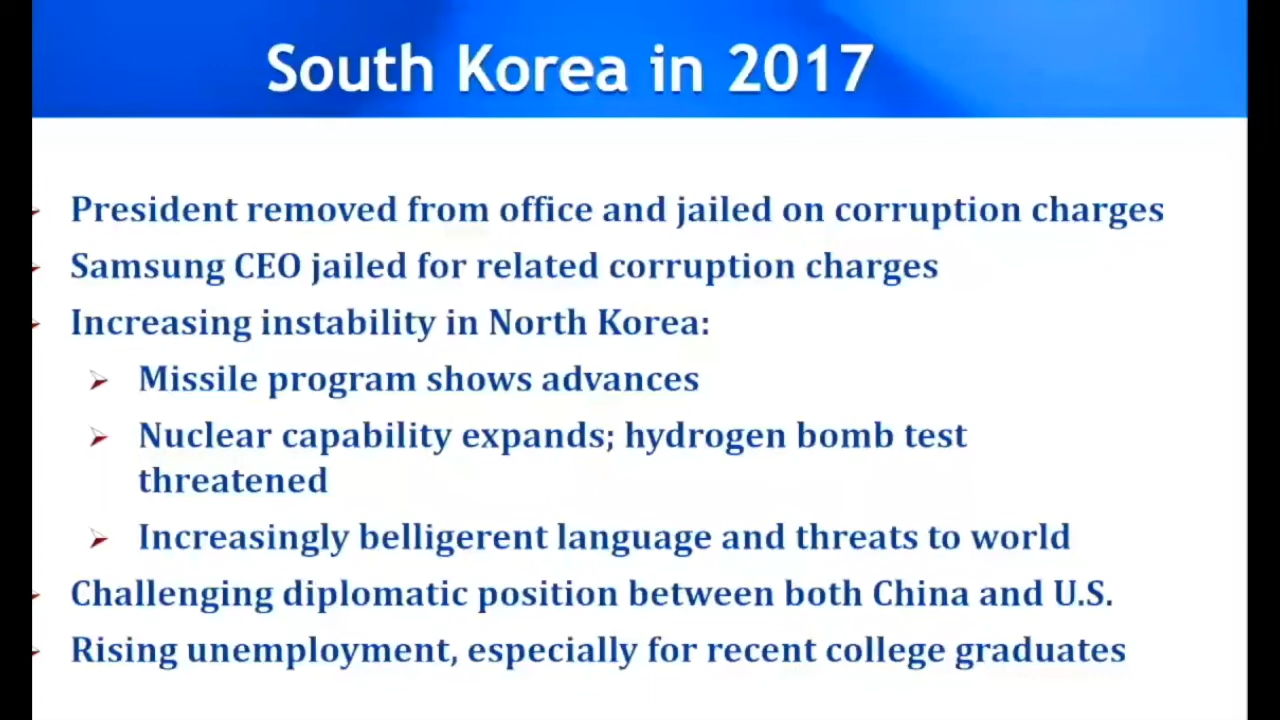 South Korea in 2017
President removed from office and jailed on corruption charges
Samsung CEO jailed for related corruption charges
Increasing instability in North Korea:
Missile program shows advances
Nuclear capability expands; hydrogen bomb test
threatened
Increasingly belligerent language and threats to world
Challenging diplomatic position between both China and U.S.
Rising unemployment, especially for recent college graduates